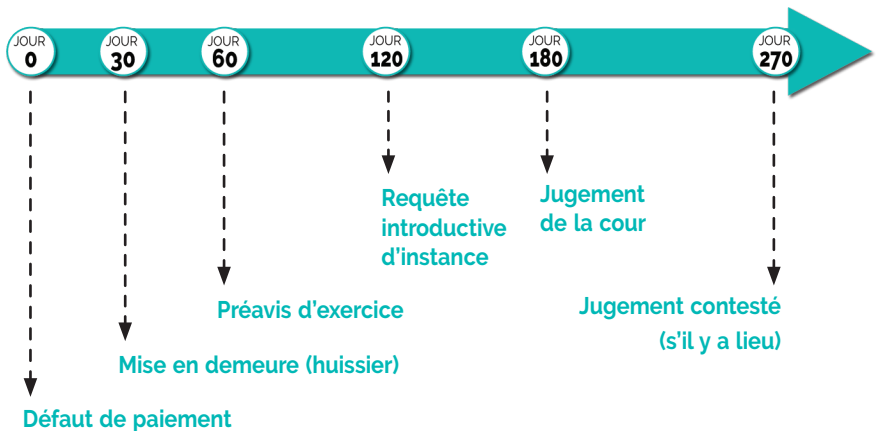 JOUR
0
JOUR
30
JOUR
60
JOUR
120
JOUR
180
JOUR
270
Requête
introductive
d'instance
Jugement
de la cour
Préavis d'exercice
Jugement contesté
(s'il y a lieu)
Mise en demeure (huissier)
Défaut de paiement